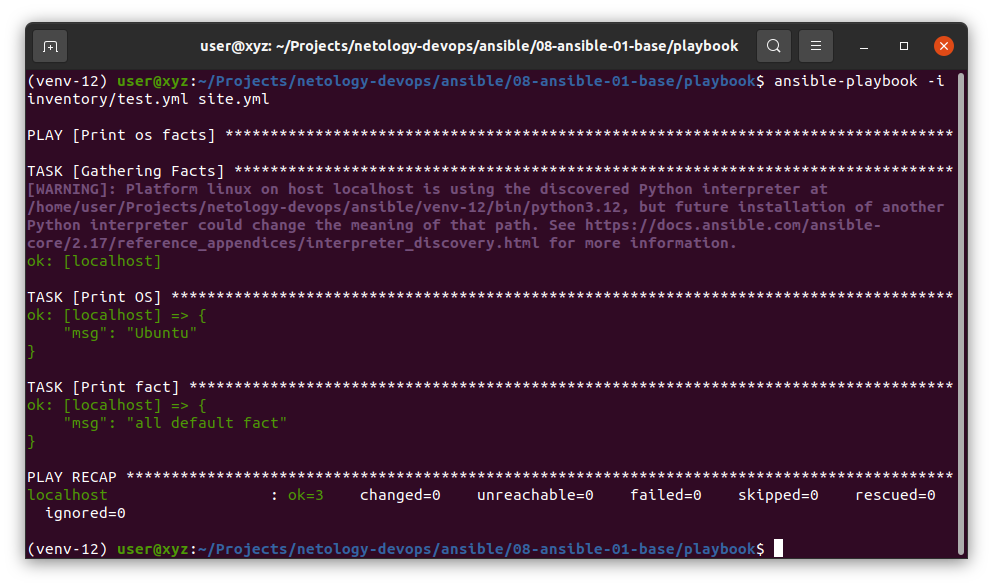 user@xyz: ~/Projects/netology-devops/ansible/08-ansible-01-base/playbook
(venv-12) user@xyz:~/Projects/netology-devops/ansible/08-ansible-01-base/playbook$ ansible-playbook -i
inventory/test.yml site.yml
PLAY [Print os facts] *********************************************************************************
TASK [Gathering Facts] ********************************************************************************
[WARNING]: Platform linux on host localhost is using the discovered Python interpreter at
/home/user/Projects/netology-devops/ansible/venv-12/bin/python3.12, but future installation of another
Python interpreter could change the meaning of that path. See https://docs.ansible.com/ansible-
core/2.17/reference_appendices/interpreter_discovery.html for more information.
ok: [localhost]
TASK [Print OS] ***************************************************************************************
ok: [localhost] => {
    "msg": "Ubuntu"
}
TASK [Print fact] *************************************************************************************
ok: [localhost] => {
    "msg": "all default fact"
}
PLAY RECAP ********************************************************************************************
localhost                  : ok=3    changed=0    unreachable=0    failed=0    skipped=0    rescued=0
  ignored=0
(venv-12) user@xyz:~/Projects/netology-devops/ansible/08-ansible-01-base/playbook$